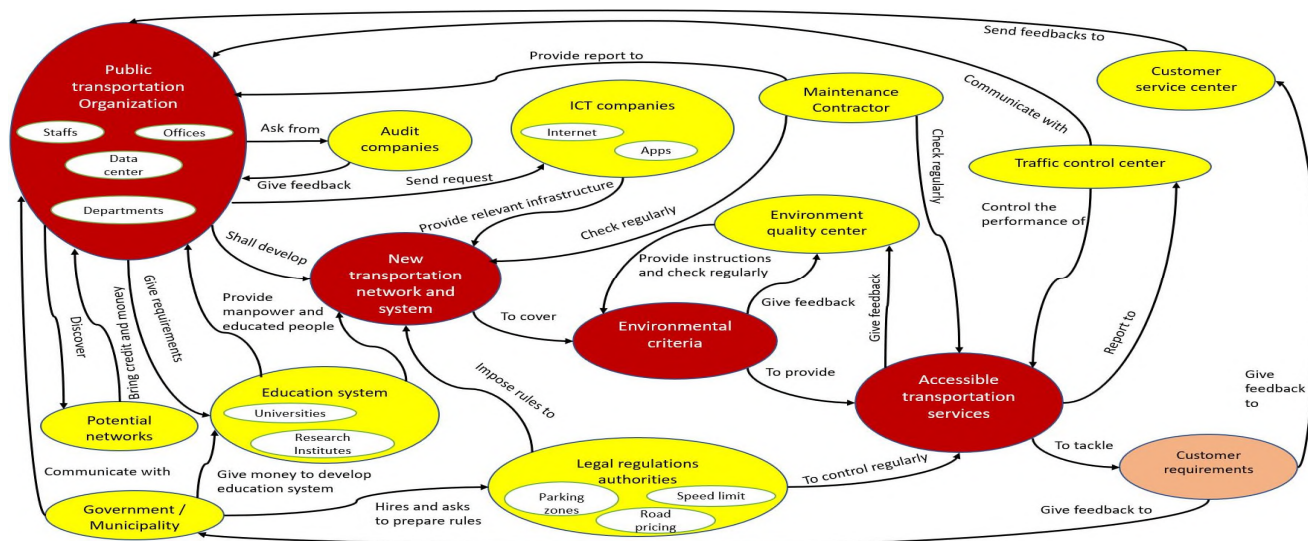 Send feedbacks to
Public
transportation
Organization
Staffs
Offices
Data
center
Departments
Provide report to
Maintenance
Contractor
Communicate with
Customer
service center
ICT companies
Internet
Apps
Ask from
Audit
companies
Give feedback
Send request
Check regularly
Traffic control center
Control the
performance of
Provide relevant infrastructure
Check regularly
Environment
quality center
Shall develop
New
transportation
network and
system
Provide instructions
and check regularly
Give feedback
Give feedback
Report to
Discover
Bring credit and money
Give requirements
Provide
manpower and
educated people
To cover
Environmental
criteria
To provide
Accessible
transportation
services
Give
feedback
to
Impose rules to
Education system
Universities
Research
Institutes
Potential
networks
To tackle
Customer
requirements
Communicate with
Give money to develop
education system
Legal regulations
authorities
Parking
zones
Speed limit
Road
pricing
To control regularly
Government /
Municipality
Hires and asks
to prepare rules
Give feedback to